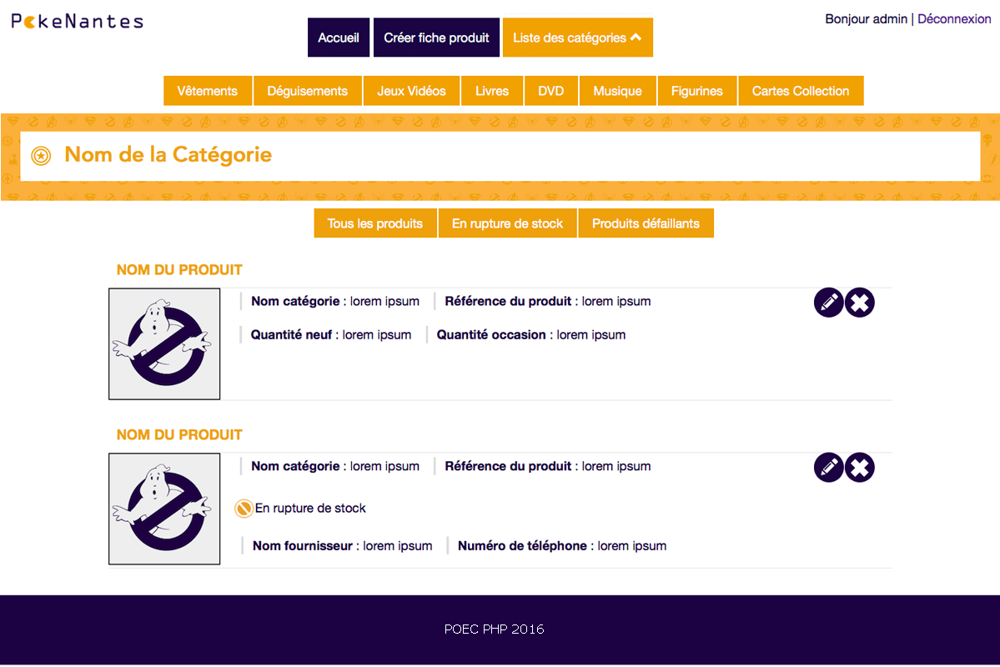 PokeNantes
Bonjour admin | Déconnexion
Accueil Créer fiche produit Liste des catégories
Vêtements Déguisements Jeux Vidéos Livres DVD Musique Figurines Cartes Collection
Nom de la Catégorie
Tous les produits En rupture de stock Produits défaillants
NOM DU PRODUIT
Nom catégorie : lorem ipsum Référence du produit : lorem ipsum
Quantité neuf : lorem ipsum Quantité occasion : lorem ipsum
NOM DU PRODUIT
Nom catégorie : lorem ipsum Référence du produit : lorem ipsum
En rupture de stock
Nom fournisseur : lorem ipsum Numéro de téléphone : lorem ipsum
POEC PHP 2016